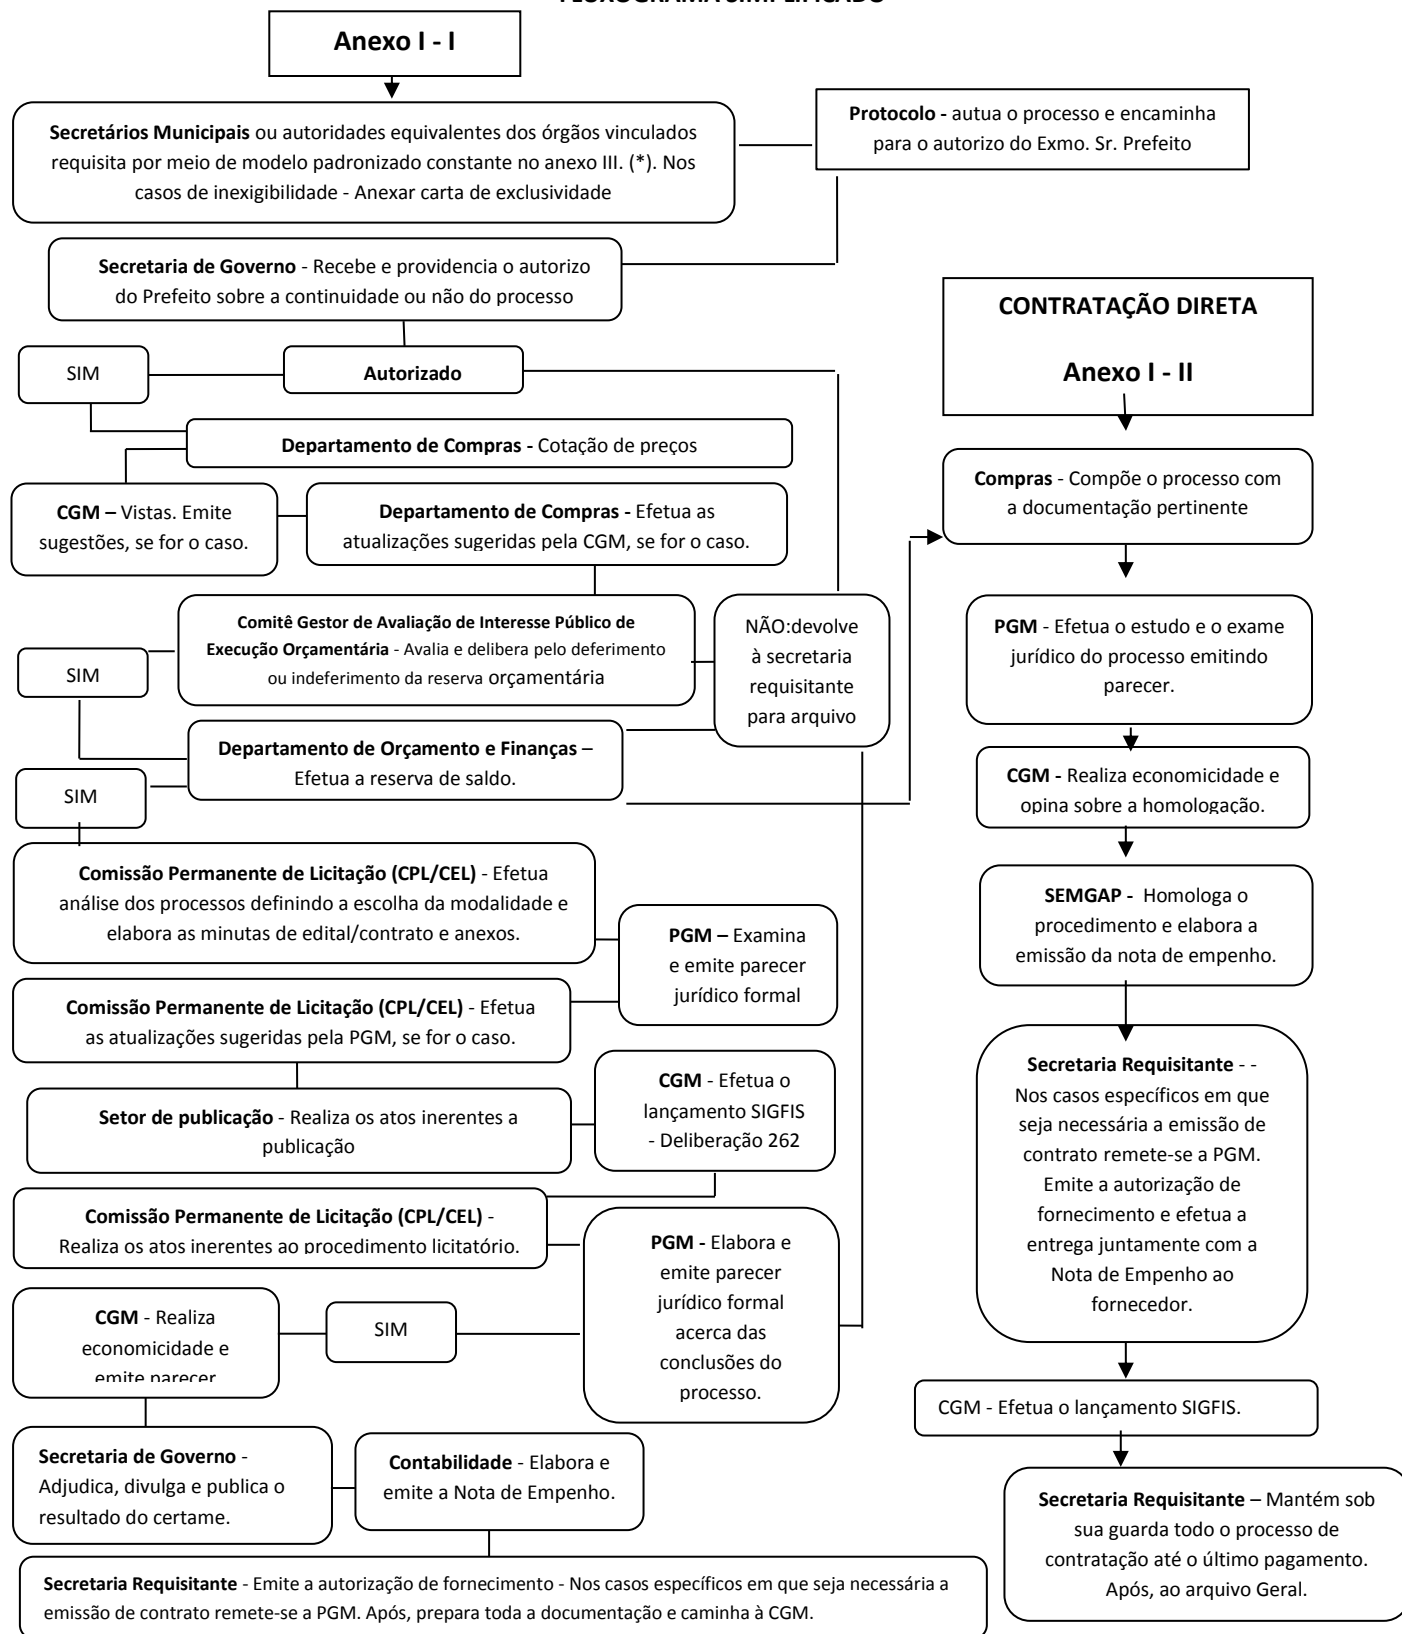 FLUXOGRAMA SIMPLIFICADO
Anexo I - I
Secretários Municipais ou autoridades equivalentes dos órgãos vinculados
requisita por meio de modelo padronizado constante no anexo III. (*). Nos
casos de inexigibilidade - Anexar carta de exclusividade
Protocolo - autua o processo e encaminha
para o autorizo do Exmo. Sr. Prefeito
Secretaria de Governo - Recebe e providencia o autorizo
do Prefeito sobre a continuidade ou não do processo
SIM
Autorizado
Departamento de Compras - Cotação de preços
CGM – Vistas. Emite
sugestões, se for o caso.
Departamento de Compras - Efetua as
atualizações sugeridas pela CGM, se for o caso.
Comitê Gestor de Avaliação de Interesse Público de
Execução Orçamentária - Avalia e delibera pelo deferimento
ou indeferimento da reserva orçamentária
SIM
NÃO:devolve
à secretaria
requisitante
para arquivo
Departamento de Orçamento e Finanças –
Efetua a reserva de saldo.
SIM
Comissão Permanente de Licitação (CPL/CEL) - Efetua
análise dos processos definindo a escolha da modalidade e
elabora as minutas de edital/contrato e anexos.
PGM – Examina
e emite parecer
jurídico formal
Comissão Permanente de Licitação (CPL/CEL) - Efetua
as atualizações sugeridas pela PGM, se for o caso.
Setor de publicação - Realiza os atos inerentes a
publicação
CGM - Efetua o
lançamento SIGFIS
- Deliberação 262
Comissão Permanente de Licitação (CPL/CEL) -
Realiza os atos inerentes ao procedimento licitatório.
PGM - Elabora e
emite parecer
jurídico formal
acerca das
conclusões do
processo.
SIM
CGM - Realiza
economicidade e
emite parecer
Secretaria de Governo -
Adjudica, divulga e publica o
resultado do certame.
Contabilidade - Elabora e
emite a Nota de Empenho.
Secretaria Requisitante - Emite a autorização de fornecimento - Nos casos específicos em que seja necessária a
emissão de contrato remete-se a PGM. Após, prepara toda a documentação e caminha à CGM.
CONTRATAÇÃO DIRETA
Anexo I - II
Compras - Compõe o processo com
a documentação pertinente
PGM - Efetua o estudo e o exame
jurídico do processo emitindo
parecer.
CGM - Realiza economicidade e
opina sobre a homologação.
SEMGAP - Homologa o
procedimento e elabora a
emissão da nota de empenho.
Secretaria Requisitante - -
Nos casos específicos em que
seja necessária a emissão de
contrato remete-se a PGM.
Emite a autorização de
fornecimento e efetua a
entrega juntamente com a
Nota de Empenho ao
fornecedor.
CGM - Efetua o lançamento SIGFIS.
Secretaria Requisitante – Mantém sob
sua guarda todo o processo de
contratação até o último pagamento.
Após, ao arquivo Geral.